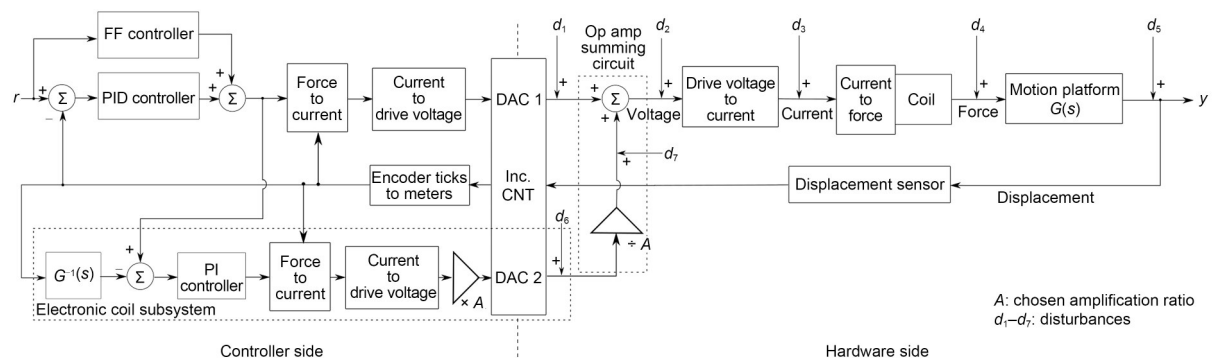 FF controller
r
+
−
Σ
PID controller
+
+
Σ
Force
to
current
Current
to
drive voltage
DAC 1
d1
+
Op amp
summing
circuit
+
Σ
+
d2
+
Voltage
Drive voltage
to
current
d3
+
Current
Current
to
force
Coil
d4
+
Force
Motion platform
G(s)
d5
+
y
+
d7
Encoder ticks
to meters
Inc.
CNT
Displacement sensor
Displacement
d6
+
÷ A
+
−
Σ
G⁻¹(s)
PI
controller
Force
to
current
Current
to
drive voltage
× A
DAC 2
Electronic coil subsystem
A: chosen amplification ratio
d1–d7: disturbances
Controller side
Hardware side